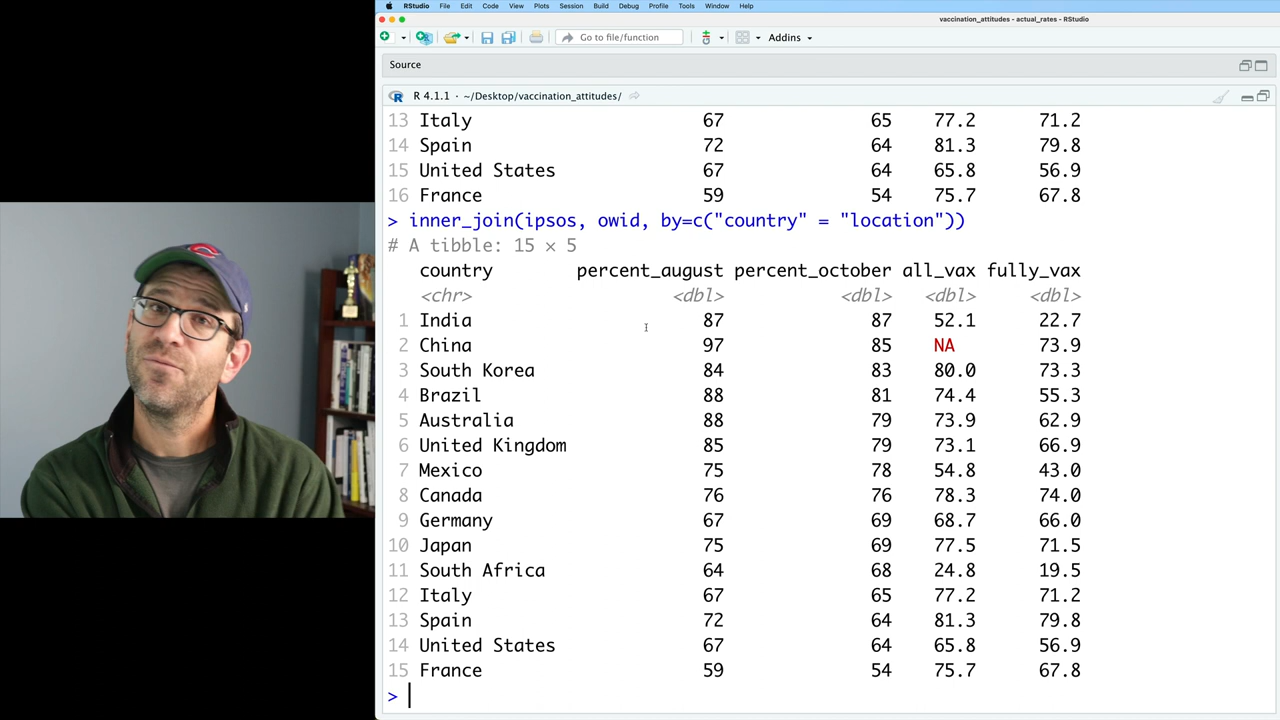 RStudio File Edit Code View Plots Session Build Debug Profile Tools Window Help
vaccination_attitudes - actual_rates - RStudio
Go to file/function Addins
Source
R 4.1.1 · ~/Desktop/vaccination_attitudes/
13 Italy 67 65 77.2 71.2
14 Spain 72 64 81.3 79.8
15 United States 67 64 65.8 56.9
16 France 59 54 75.7 67.8
> inner_join(ipsos, owid, by=c("country" = "location"))
# A tibble: 15 × 5
country percent_august percent_october all_vax fully_vax
<chr> <dbl> <dbl> <dbl> <dbl>
1 India 87 87 52.1 22.7
2 China 97 85 NA 73.9
3 South Korea 84 83 80.0 73.3
4 Brazil 88 81 74.4 55.3
5 Australia 88 79 73.9 62.9
6 United Kingdom 85 79 73.1 66.9
7 Mexico 75 78 54.8 43.0
8 Canada 76 76 78.3 74.0
9 Germany 67 69 68.7 66.0
10 Japan 75 69 77.5 71.5
11 South Africa 64 68 24.8 19.5
12 Italy 67 65 77.2 71.2
13 Spain 72 64 81.3 79.8
14 United States 67 64 65.8 56.9
15 France 59 54 75.7 67.8
>